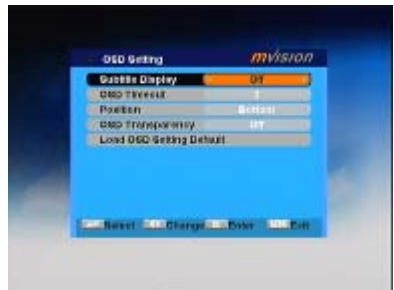 OSD Setting mvision
Subtitle Display Off
OSD Timeout
Position Bottom
OSD Transparency Off
Load OSD Setting Default
Select Change Enter Exit